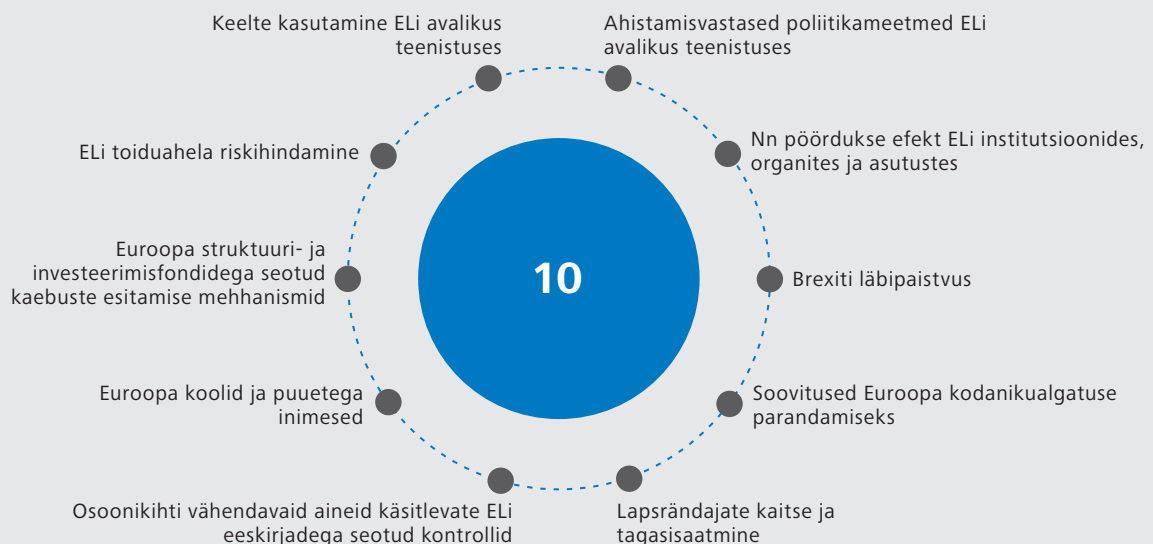 Keelte kasutamine ELi avalikus
teenistuses
Ahistamisvastased poliitikameetmed ELi
avalikus teenistuses
Nn pöördukse efekt ELi institutsioonides,
organites ja asutustes
Brexiti läbipaistvus
Soovitused Euroopa kodanikualgatuse
parandamiseks
Lapsrändajate kaitse ja
tagasisaatmine
Osoonikihti vähendavaid aineid käsitlevate ELi
eeskirjadega seotud kontrollid
Euroopa koolid ja puuetega
inimesed
Euroopa struktuuri- ja
investeerimisfondidega seotud
kaebuste esitamise mehhanismid
ELi toiduahela riskihindamine
10